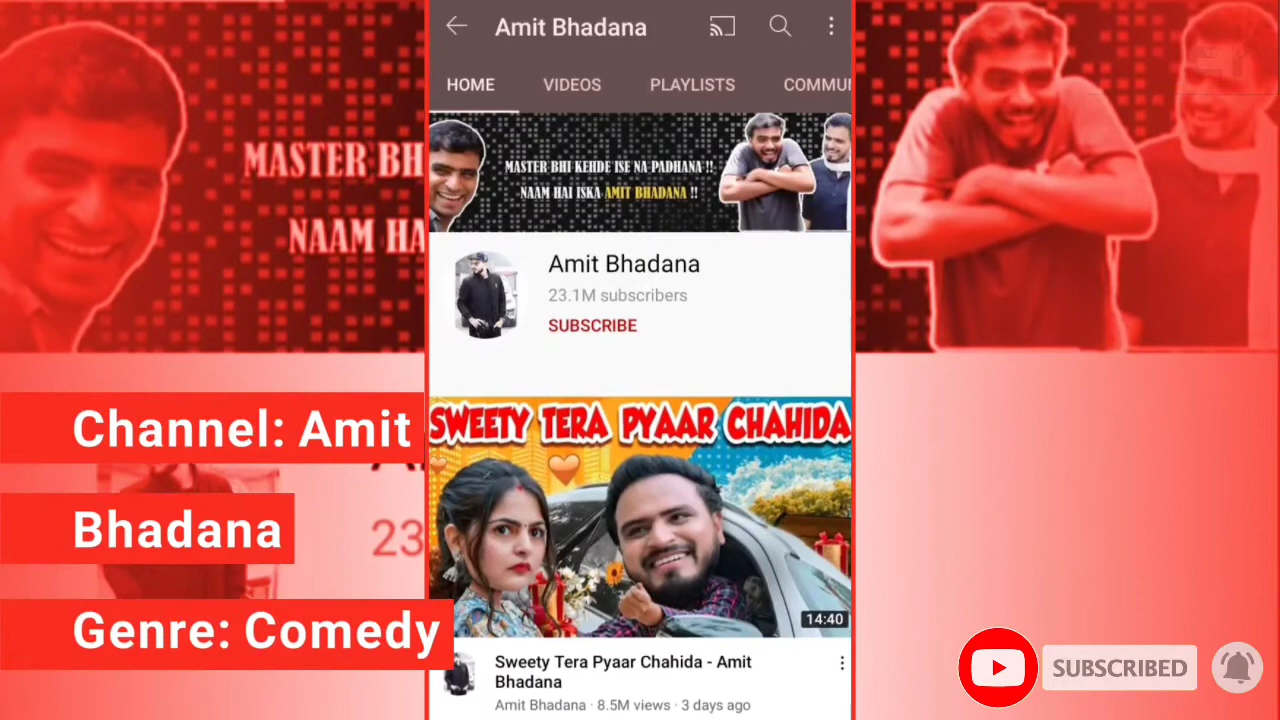 Amit Bhadana
HOME VIDEOS PLAYLISTS COMMU
MASTER BHI KEHDE ISE NA PADHANA !!
NAAM HAI ISKA AMIT BHADANA !!
MASTER BH
NAAM HA
Amit Bhadana
23.1M subscribers
SUBSCRIBE
SWEETY TERA PYAAR CHAHIDA
14:40
Sweety Tera Pyaar Chahida - Amit
Bhadana
Amit Bhadana · 8.5M views · 3 days ago
Channel: Amit
Bhadana
23
Genre: Comedy
SUBSCRIBED